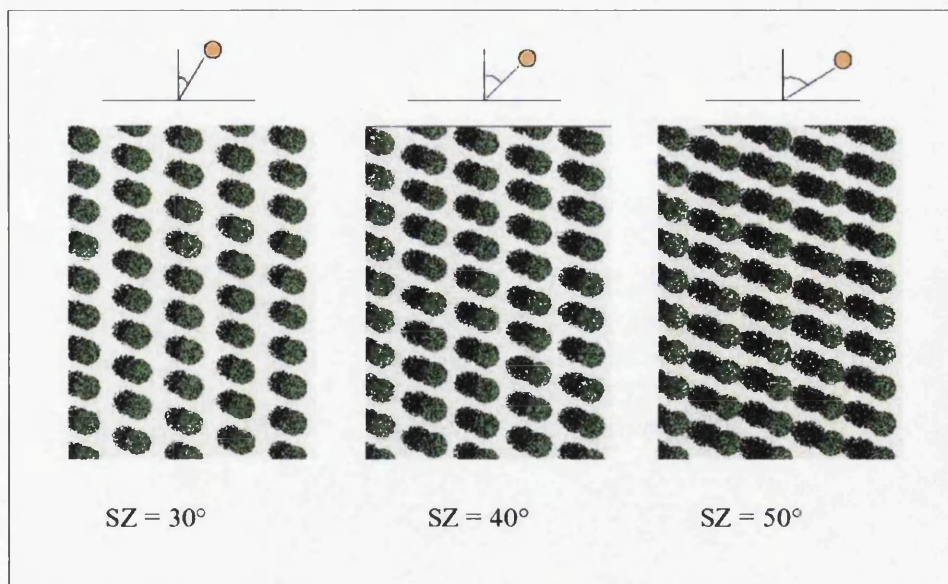 SZ = 30° SZ = 40° SZ = 50°